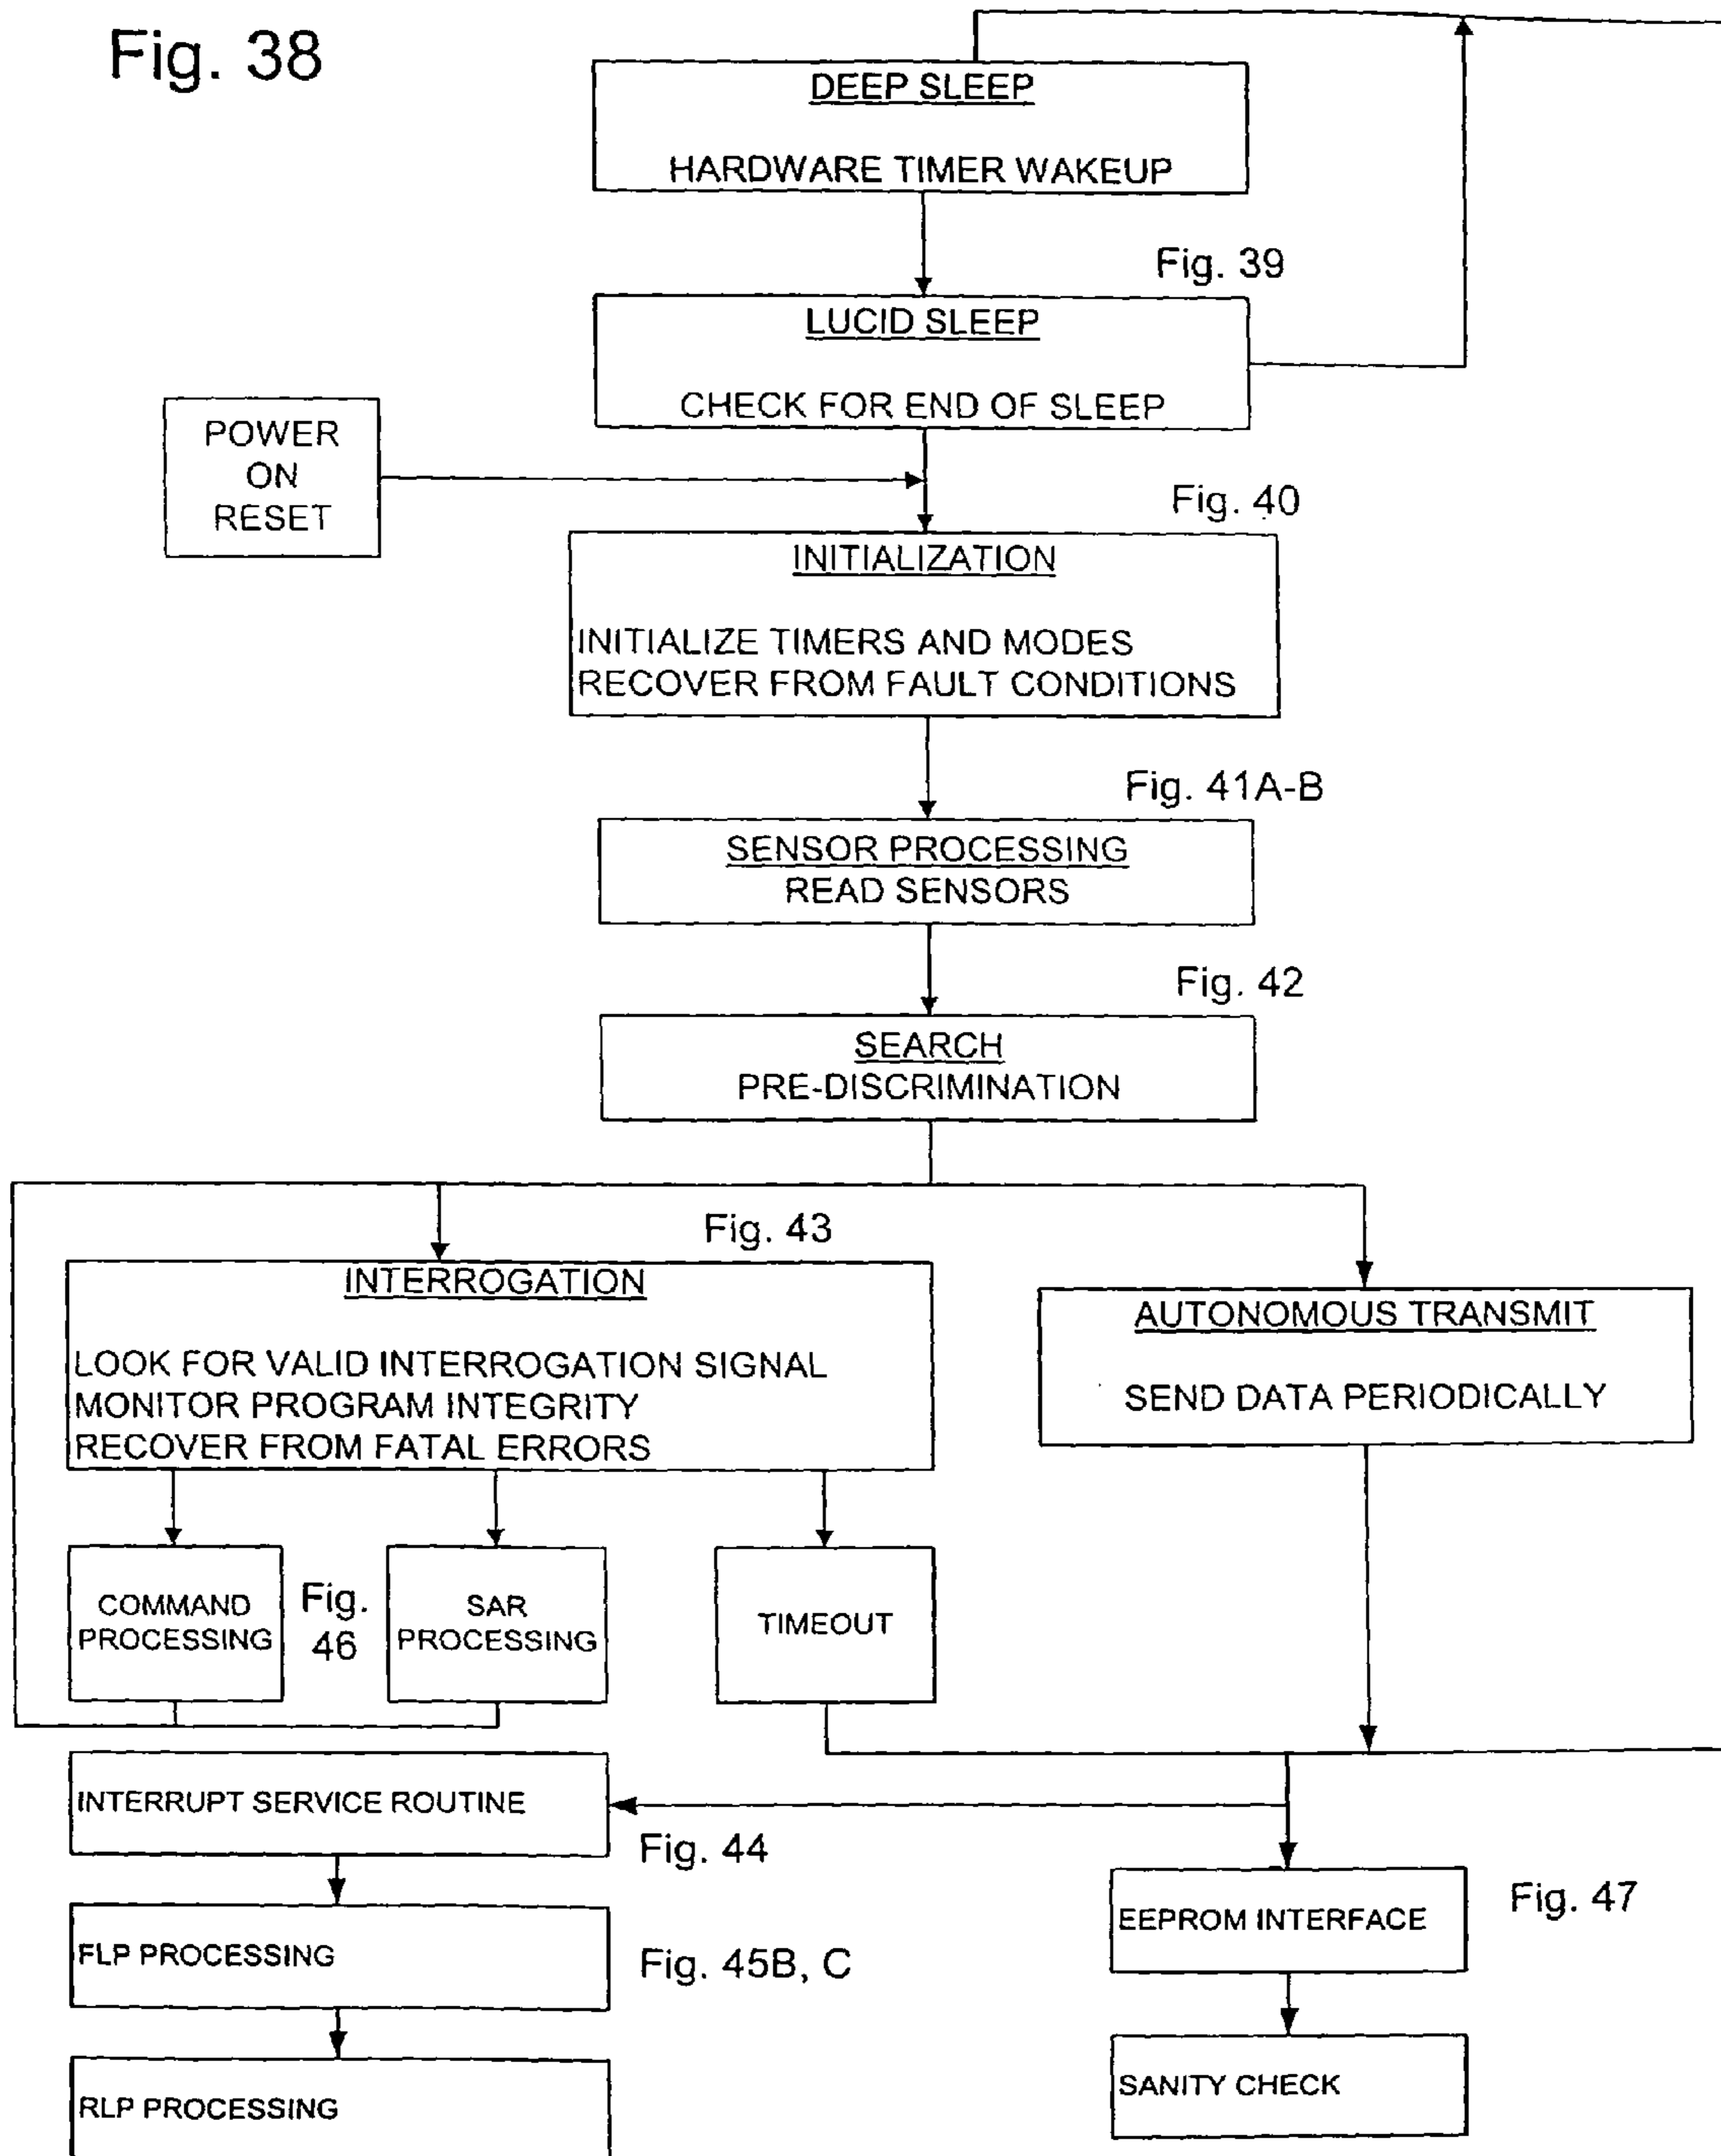 Fig. 38
DEEP SLEEP
HARDWARE TIMER WAKEUP
Fig. 39
LUCID SLEEP
CHECK FOR END OF SLEEP
POWER
ON
RESET
Fig. 40
INITIALIZATION
INITIALIZE TIMERS AND MODES
RECOVER FROM FAULT CONDITIONS
Fig. 41A-B
SENSOR PROCESSING
READ SENSORS
Fig. 42
SEARCH
PRE-DISCRIMINATION
Fig. 43
INTERROGATION
LOOK FOR VALID INTERROGATION SIGNAL
MONITOR PROGRAM INTEGRITY
RECOVER FROM FATAL ERRORS
AUTONOMOUS TRANSMIT
SEND DATA PERIODICALLY
COMMAND
PROCESSING
Fig.
46
SAR
PROCESSING
TIMEOUT
INTERRUPT SERVICE ROUTINE
Fig. 44
FLP PROCESSING
Fig. 45B, C
RLP PROCESSING
EEPROM INTERFACE
Fig. 47
SANITY CHECK